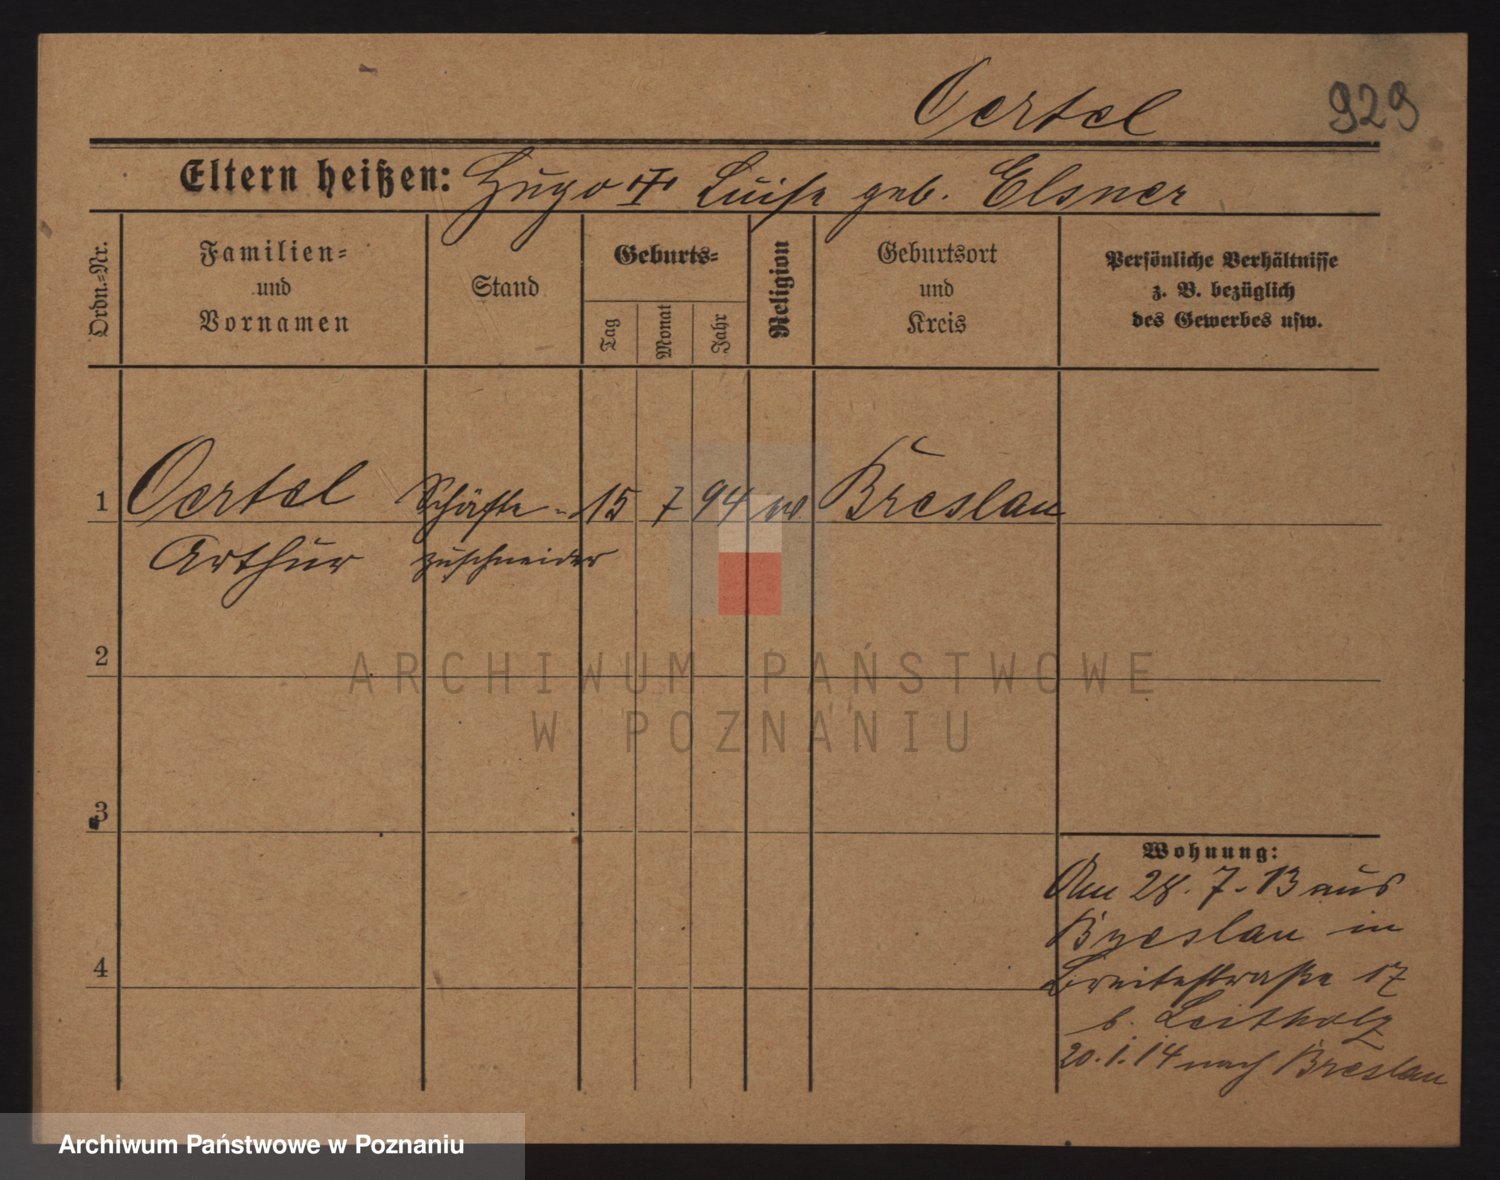 Oertel
929
Eltern heißen: Hugo ✝ Luise geb. Elsner
Ordn.-Nr.
Familien-
und
Vornamen
Stand
Geburts-
Tag
Monat
Jahr
Religion
Geburtsort
und
Kreis
Persönliche Verhältnisse
z. B. bezüglich
des Gewerbes usw.
1 Oertel Schäfte- 15 7 94 Breslau
Arthur zuschneider
2
3
4
Wohnung:
Am 28. 7. 13 aus
Breslau in
Breitestraße 17
b. Leitholz
20. 1. 14 nach Breslau
ARCHIWUM PAŃSTWOWE
W POZNANIU
Archiwum Państwowe w Poznaniu